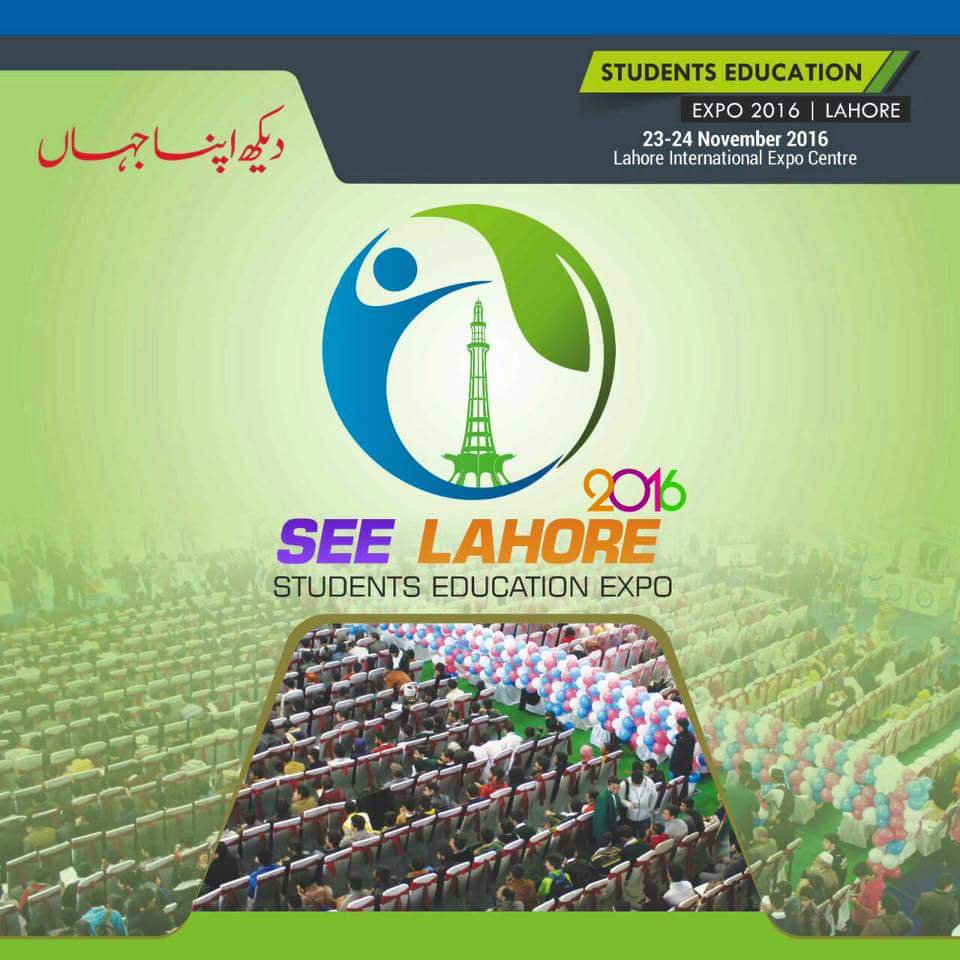 دیکھ اپنا جہاں
STUDENTS EDUCATION
EXPO 2016 | LAHORE
23-24 November 2016
Lahore International Expo Centre
2016
SEE LAHORE
STUDENTS EDUCATION EXPO